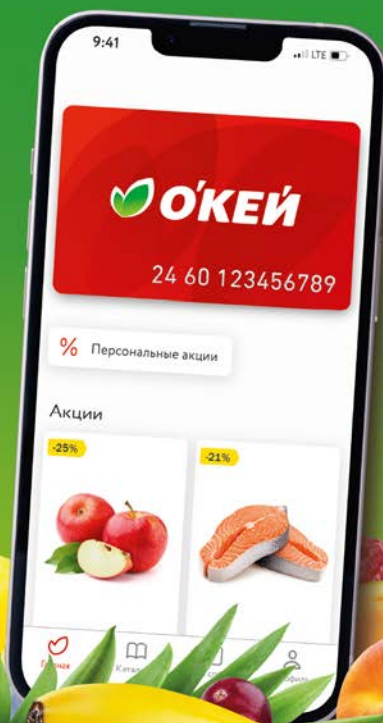 9:41
LTE
О'КЕЙ
24 60 123456789
% Персональные акции
Акции
-25%
-21%